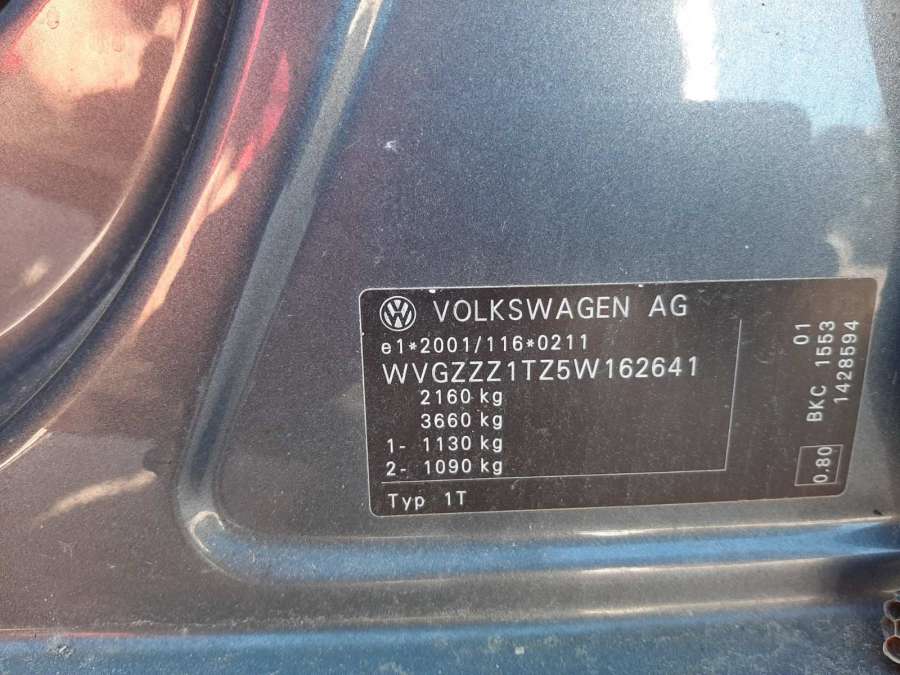 VOLKSWAGEN AG
e1*2001/116*0211
WVGZZZ1TZ5W162641
2160 kg
3660 kg
1- 1130 kg
2- 1090 kg
Typ 1T
01
BKC 1553
1428594
0.80